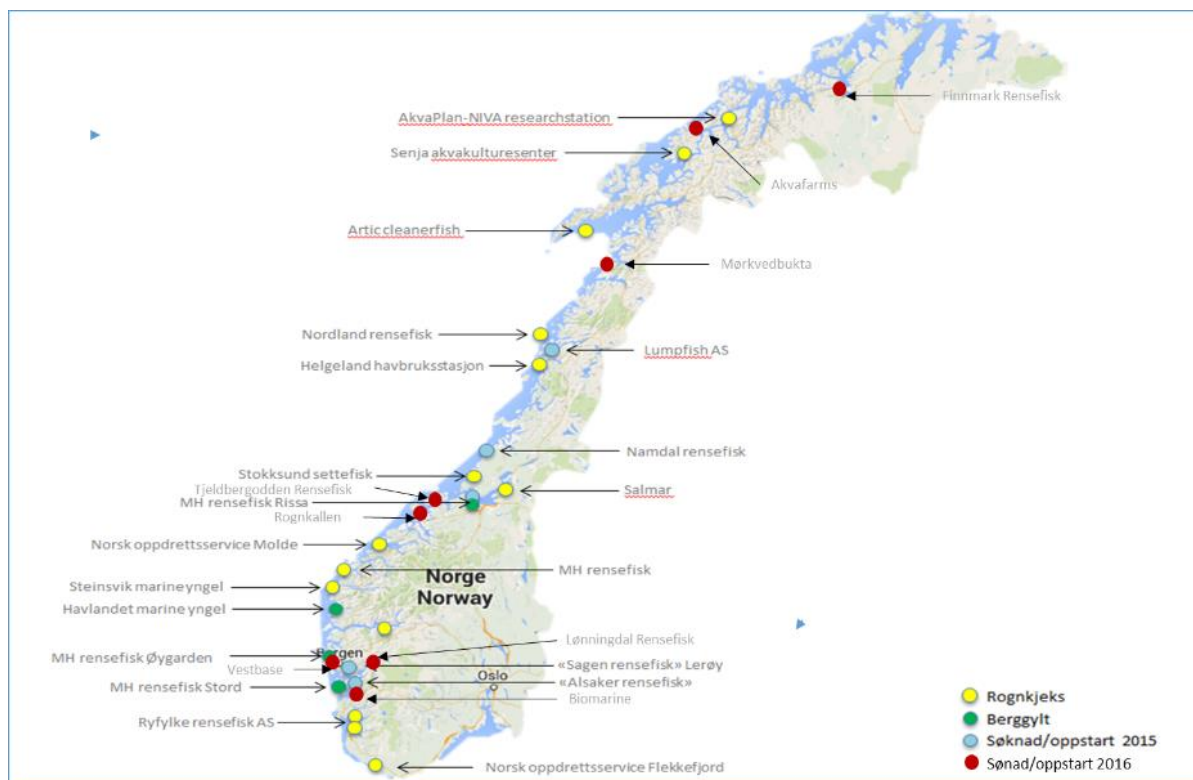 Finnmark Rensefisk
AkvaPlan-NIVA researchstation
Senja akvakulturesenter
Akvafarms
Artic cleanerfish
Mørkvedbukta
Nordland rensefisk
Lumpfish AS
Helgeland havbruksstasjon
Namdal rensefisk
Stokksund settefisk
Tjeldbergodden Rensefisk
Salmar
MH rensefisk Rissa
Rognkallen
Norsk oppdrettsservice Molde
MH rensefisk
Norge
Norway
Steinsvik marine yngel
Havlandet marine yngel
Lønningdal Rensefisk
MH rensefisk Øygarden
Bergen
«Sagen rensefisk» Lerøy
Vestbase
Oslo
«Alsaker rensefisk»
MH rensefisk Stord
Biomarine
Ryfylke rensefisk AS
Norsk oppdrettsservice Flekkefjord
Rognkjeks
Berggylt
Søknad/oppstart 2015
Sønad/oppstart 2016